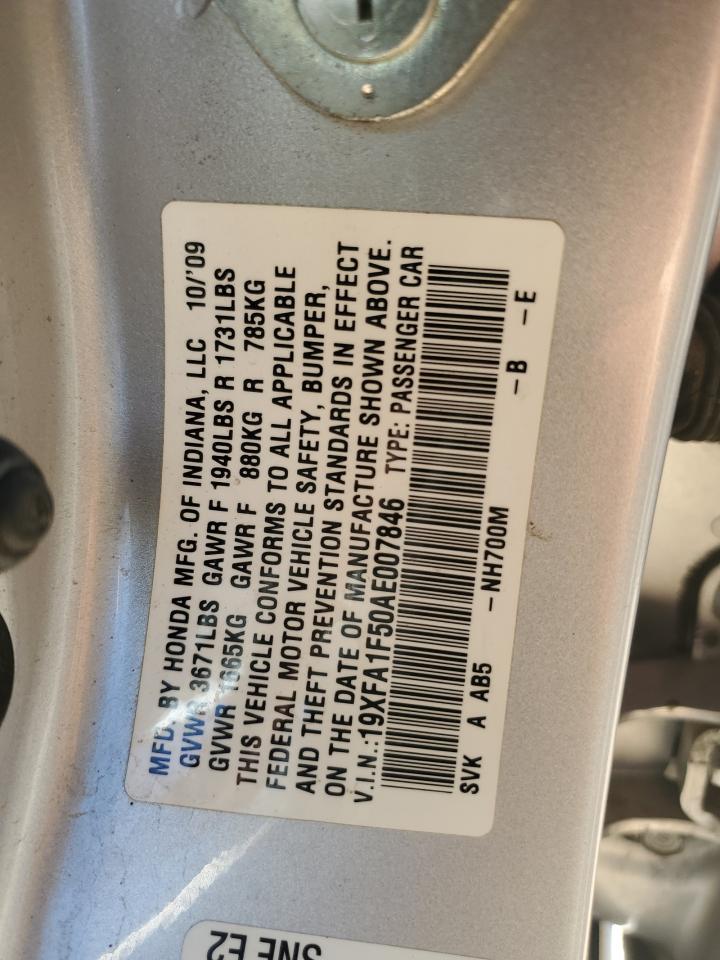 MFD. BY HONDA MFG. OF INDIANA, LLC 10/'09
GVWR 3671LBS GAWR F 1940LBS R 1731LBS
GVWR 1665KG GAWR F 880KG R 785KG
THIS VEHICLE CONFORMS TO ALL APPLICABLE
FEDERAL MOTOR VEHICLE SAFETY, BUMPER,
AND THEFT PREVENTION STANDARDS IN EFFECT
ON THE DATE OF MANUFACTURE SHOWN ABOVE.
V.I.N.:19XFA1F50AE007846 TYPE: PASSENGER CAR
SVK A AB5 -NH700M -B -E
SNE E2